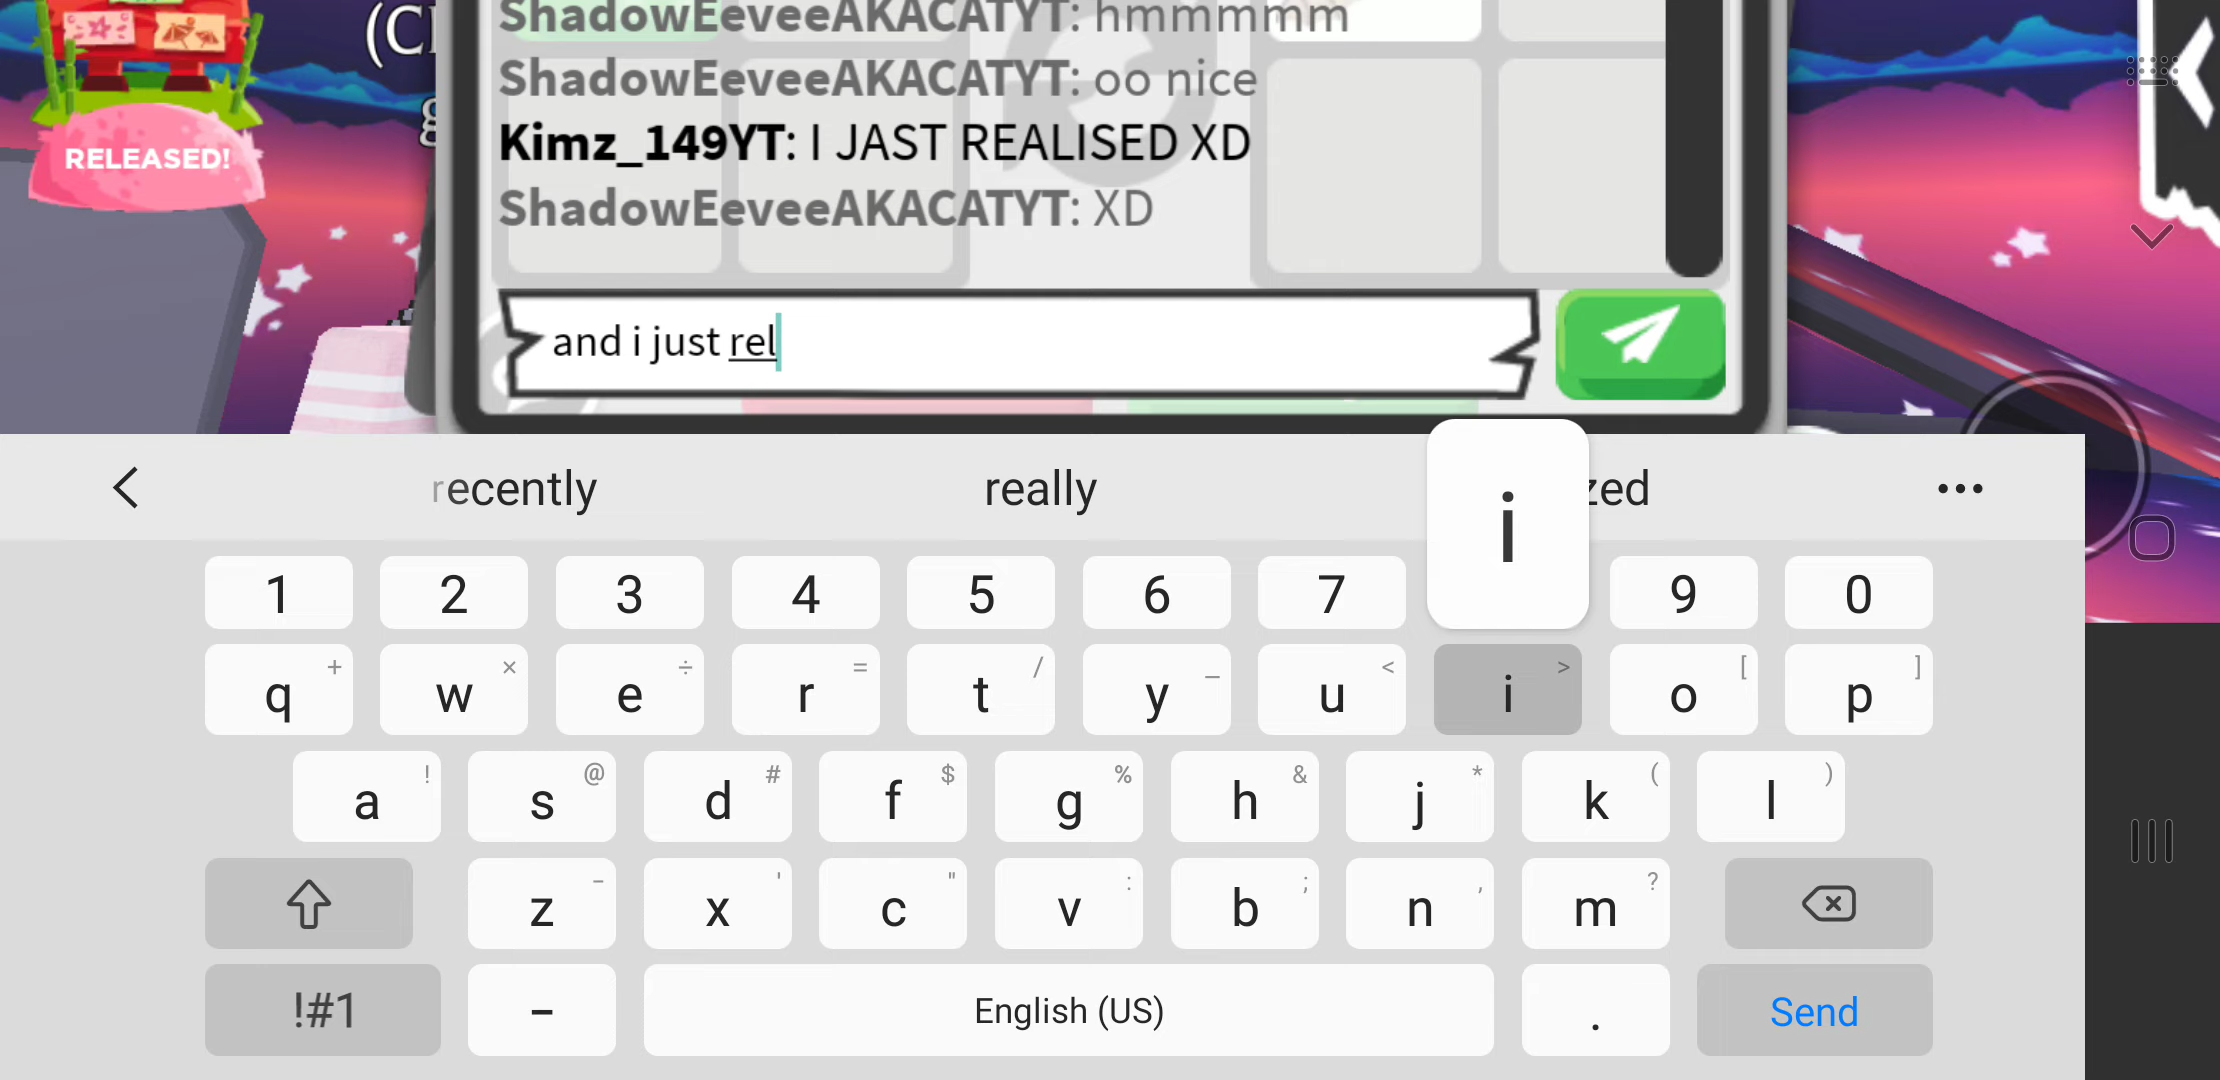 (Cl
ShadowEeveeAKACATYT: hmmmmm
ShadowEeveeAKACATYT: oo nice
g
Kimz_149YT: I JAST REALISED XD
RELEASED!
ShadowEeveeAKACATYT: XD
and i just rel
recently really zed
i
1 2 3 4 5 6 7 9 0
q + w × e ÷ r = t / y _ u < i > o [ p ]
a ! s @ d # f $ g % h & j * k ( l )
z - x ' c " v : b ; n , m ?
!#1 - English (US) . Send